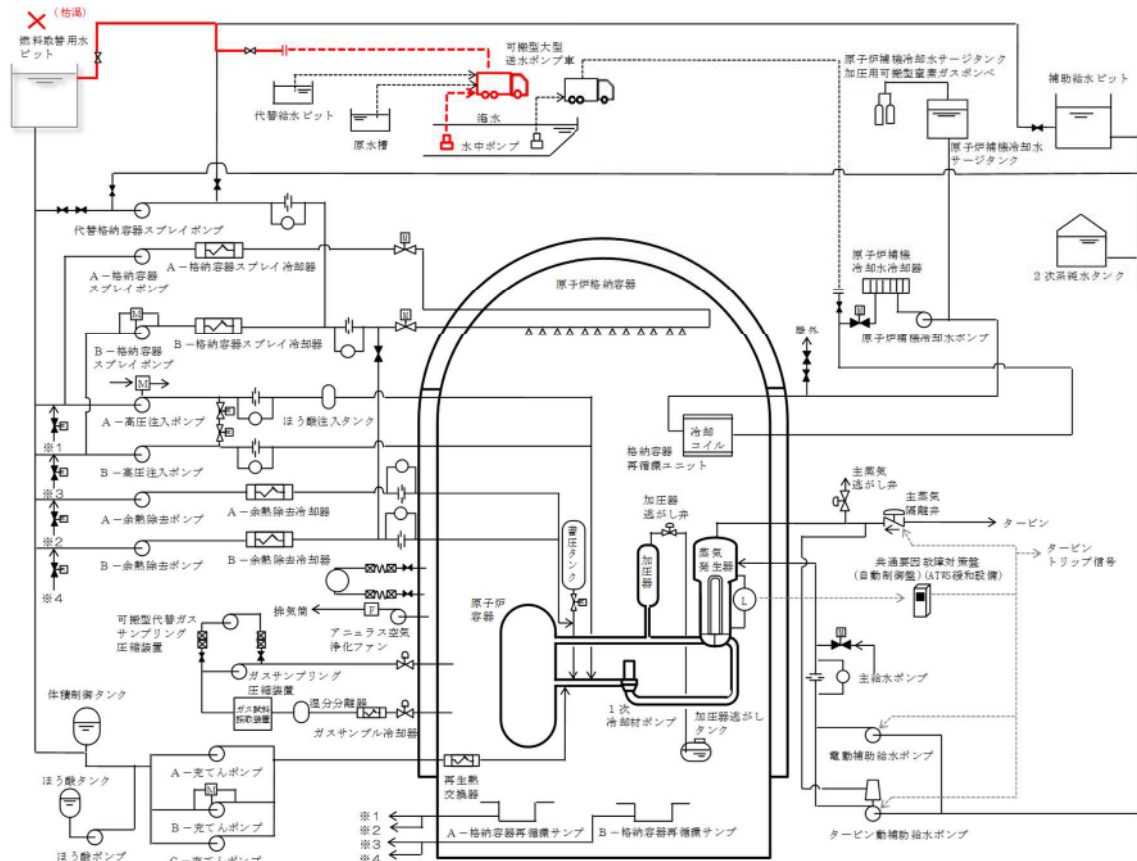 (枯渇)
燃料取替用水
ピット
可搬型大型
送水ポンプ車
代替給水ピット
原水槽
海水
水中ポンプ
原子炉補機冷却水サージタンク
加圧用可搬型窒素ガスボンベ
補助給水ピット
原子炉補機冷却水
サージタンク
代替格納容器スプレイポンプ
A-格納容器スプレイ冷却器
A-格納容器
スプレイポンプ
M
B-格納容器スプレイ冷却器
B-格納容器
スプレイポンプ
M
原子炉格納容器
原子炉補機
冷却水冷却器
2次系純水タンク
原子炉補機冷却水ポンプ
屋外
A-高圧注入ポンプ
ほう酸注入タンク
※1
B-高圧注入ポンプ
※3
A-余熱除去ポンプ
A-余熱除去冷却器
※2
B-余熱除去ポンプ
B-余熱除去冷却器
※4
冷却
コイル
格納容器
再循環ユニット
主蒸気
逃がし弁
主蒸気
隔離弁
タービン
タービン
トリップ信号
加圧器
逃がし弁
蓄圧タンク
加圧器
蒸気
発生器
L
共通要因故障対策盤
(自動制御盤)(ATWS緩和設備)
原子炉
容器
排気筒
F
アニュラス空気
浄化ファン
可搬型代替ガス
サンプリング
圧縮装置
ガスサンプリング
圧縮装置
ガス試料
採取装置
湿分分離器
ガスサンプル冷却器
主給水ポンプ
1次
冷却材ポンプ
加圧器逃がし
タンク
電動補助給水ポンプ
タービン動補助給水ポンプ
体積制御タンク
ほう酸タンク
ほう酸ポンプ
A-充てんポンプ
M
B-充てんポンプ
C-充てんポンプ
再生熱
交換器
※1
※2
※3
※4
A-格納容器再循環サンプ
B-格納容器再循環サンプ